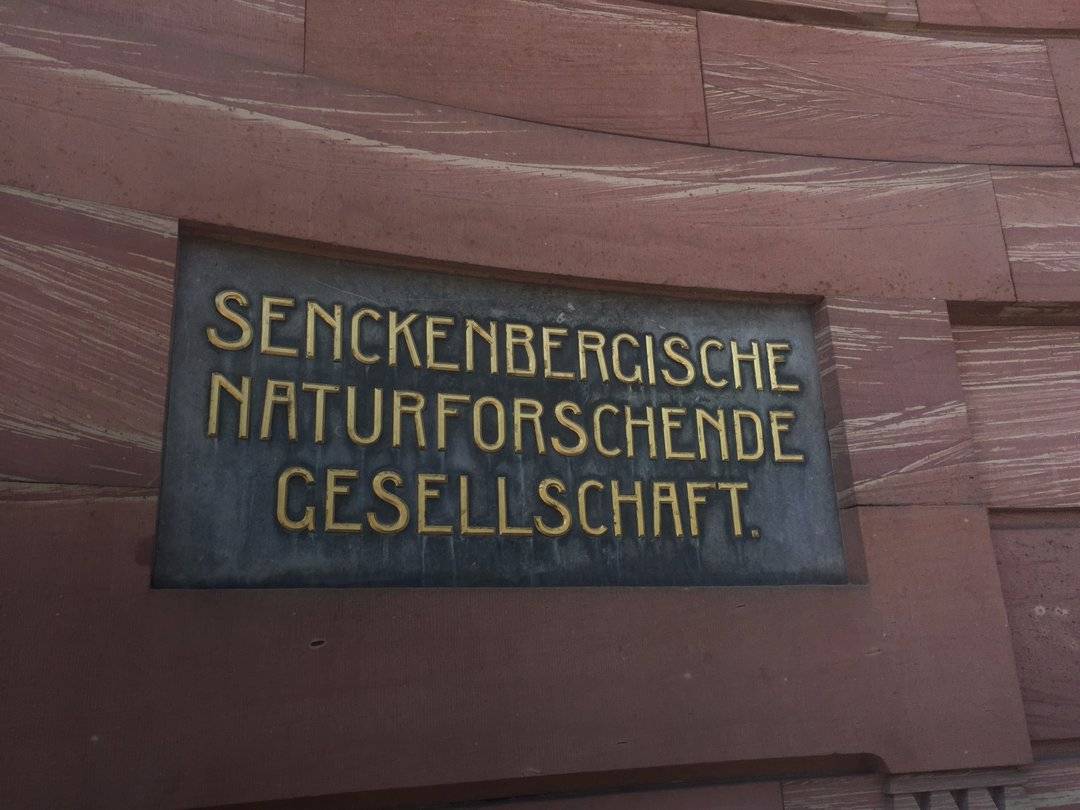 SENCKENBERGISCHE
NATURFORSCHENDE
GESELLSCHAFT.